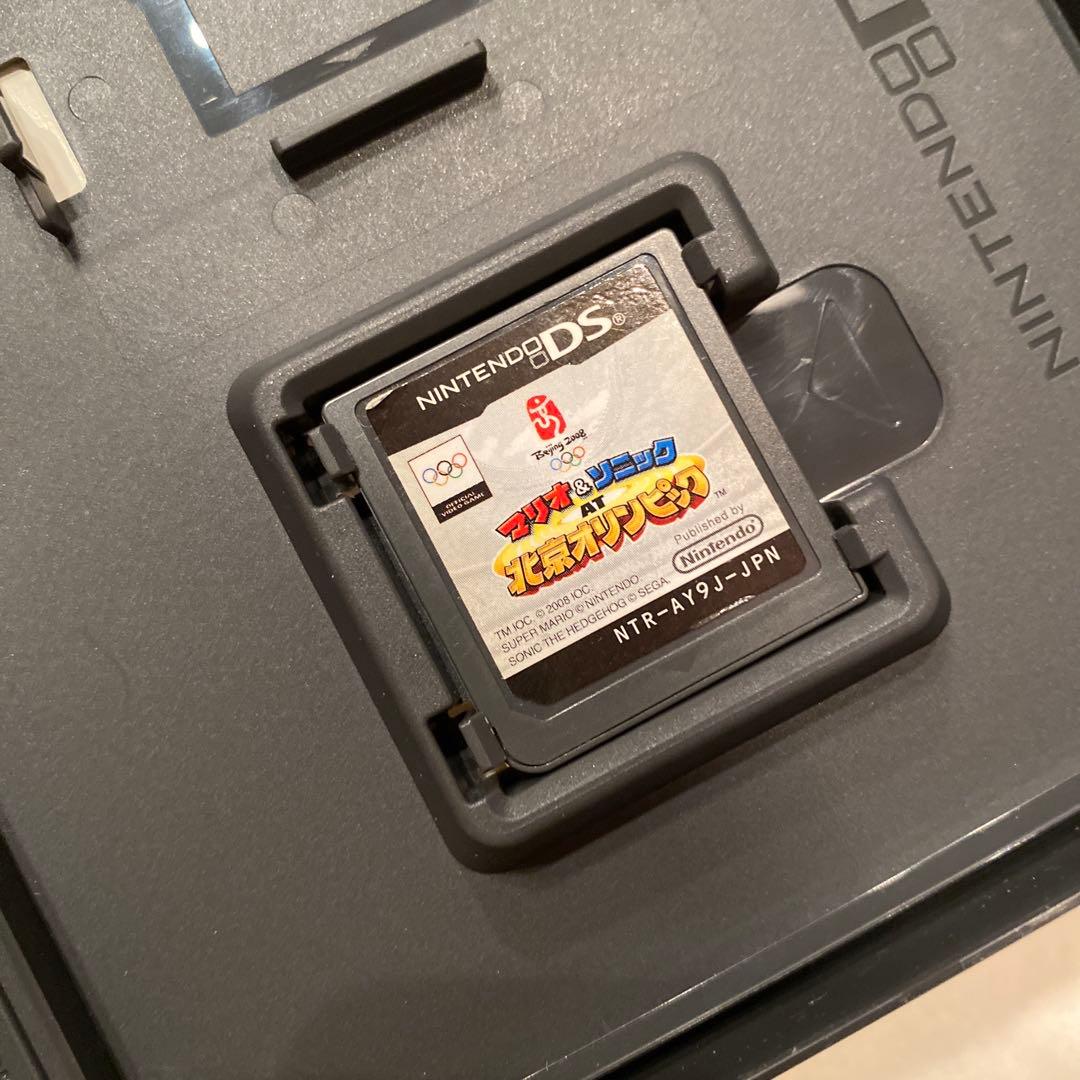 NINTENDO
NINTENDO DS®
Beijing 2008
OFFICIAL
VIDEO GAME
マリオ&ソニック
AT
北京オリンピック™
Published by
Nintendo
TM IOC. © 2008 IOC.
SUPER MARIO © NINTENDO.
SONIC THE HEDGEHOG © SEGA.
NTR-AY9J-JPN